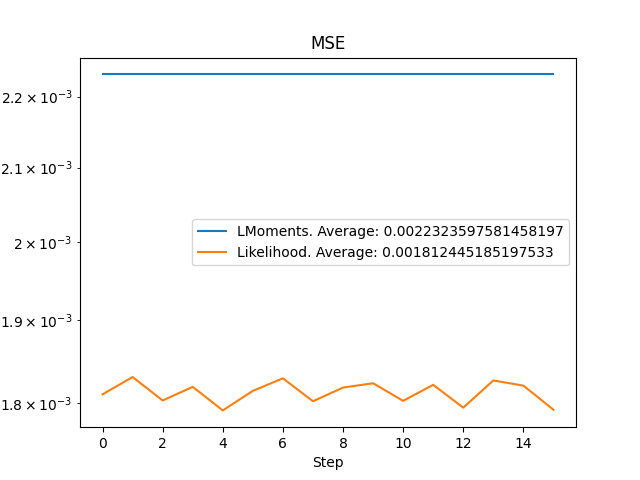 MSE
2.2 × 10⁻³
2.1 × 10⁻³
2 × 10⁻³
1.9 × 10⁻³
1.8 × 10⁻³
LMoments. Average: 0.0022323597581458197
Likelihood. Average: 0.001812445185197533
0 2 4 6 8 10 12 14
Step